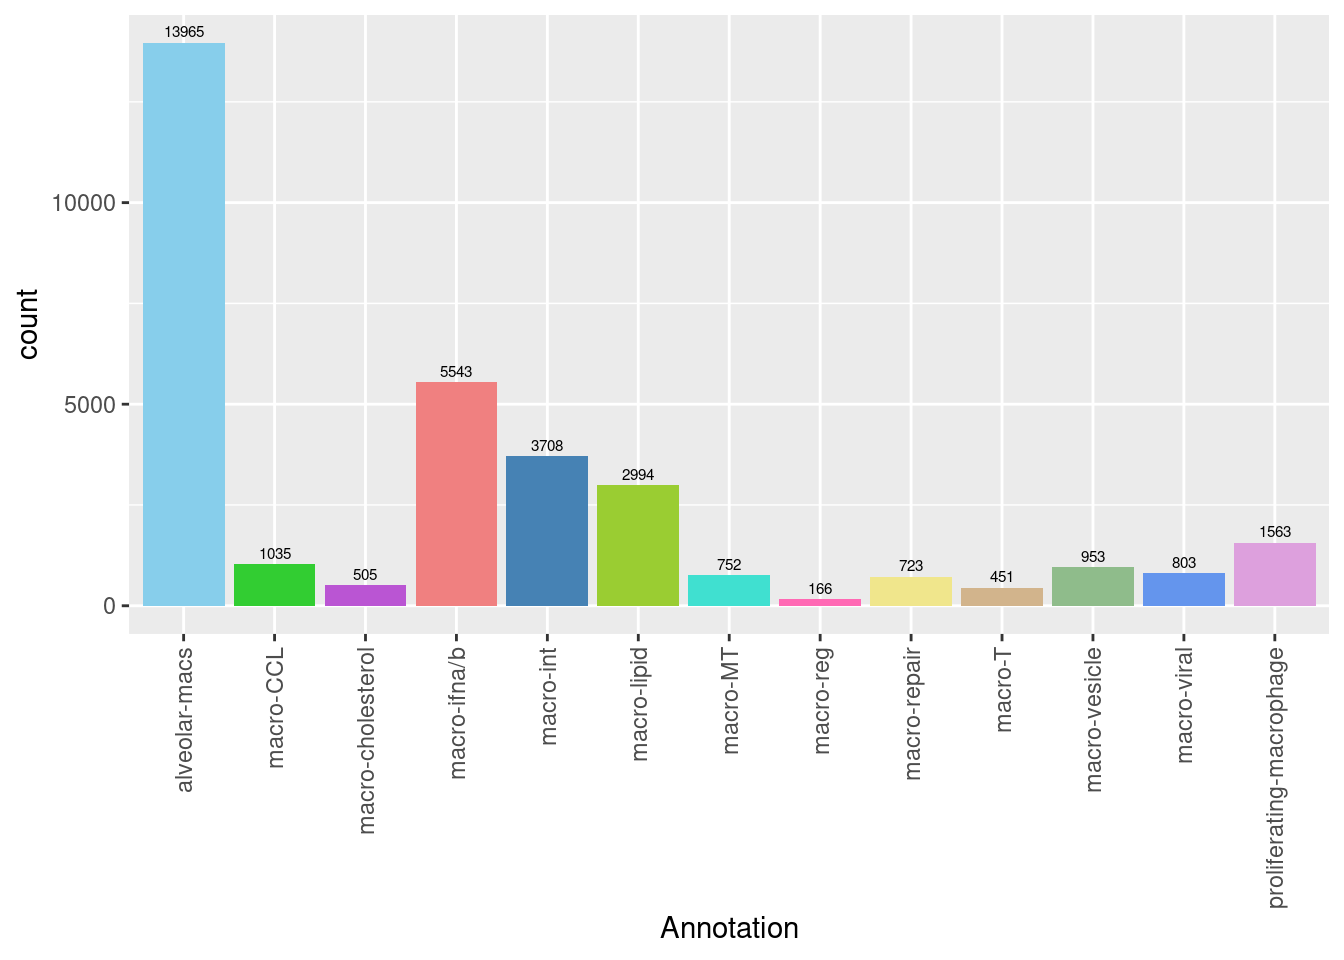 13965
10000
5543
5000
3708
2994
1563
1035
953
803
752
723
505
451
166
0
count
alveolar-macs
macro-CCL
macro-cholesterol
macro-ifna/b
macro-int
macro-lipid
macro-MT
macro-reg
macro-repair
macro-T
macro-vesicle
macro-viral
proliferating-macrophage
Annotation